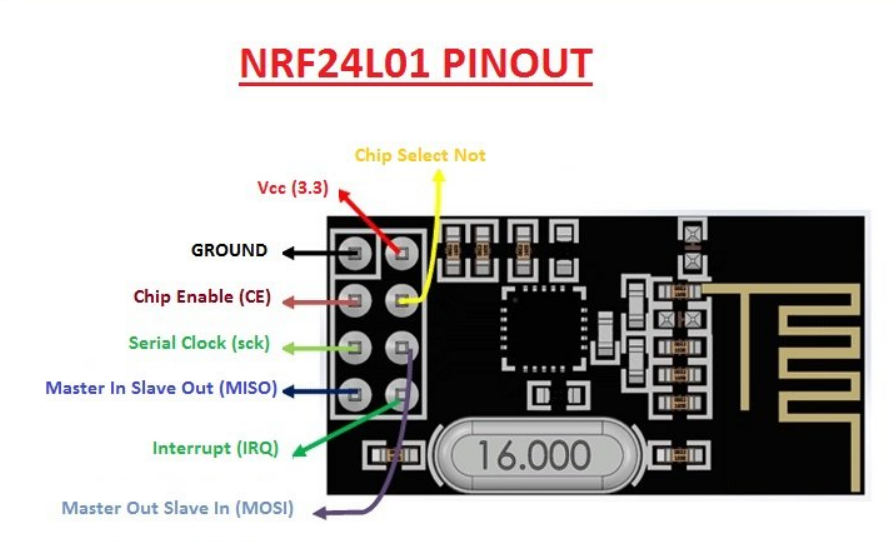 NRF24L01 PINOUT
Chip Select Not
Vcc (3.3)
GROUND
Chip Enable (CE)
Serial Clock (sck)
Master In Slave Out (MISO)
Interrupt (IRQ)
16.000
Master Out Slave In (MOSI)